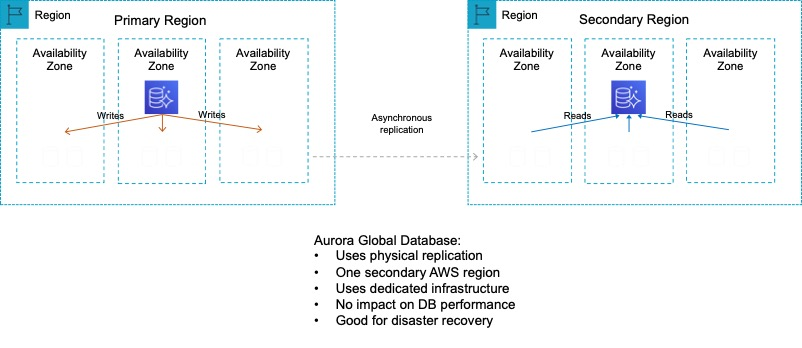 Region
Primary Region
Availability
Zone
Availability
Zone
Availability
Zone
Writes
Writes
Asynchronous
replication
Region
Secondary Region
Availability
Zone
Availability
Zone
Availability
Zone
Reads
Reads
Aurora Global Database:
• Uses physical replication
• One secondary AWS region
• Uses dedicated infrastructure
• No impact on DB performance
• Good for disaster recovery